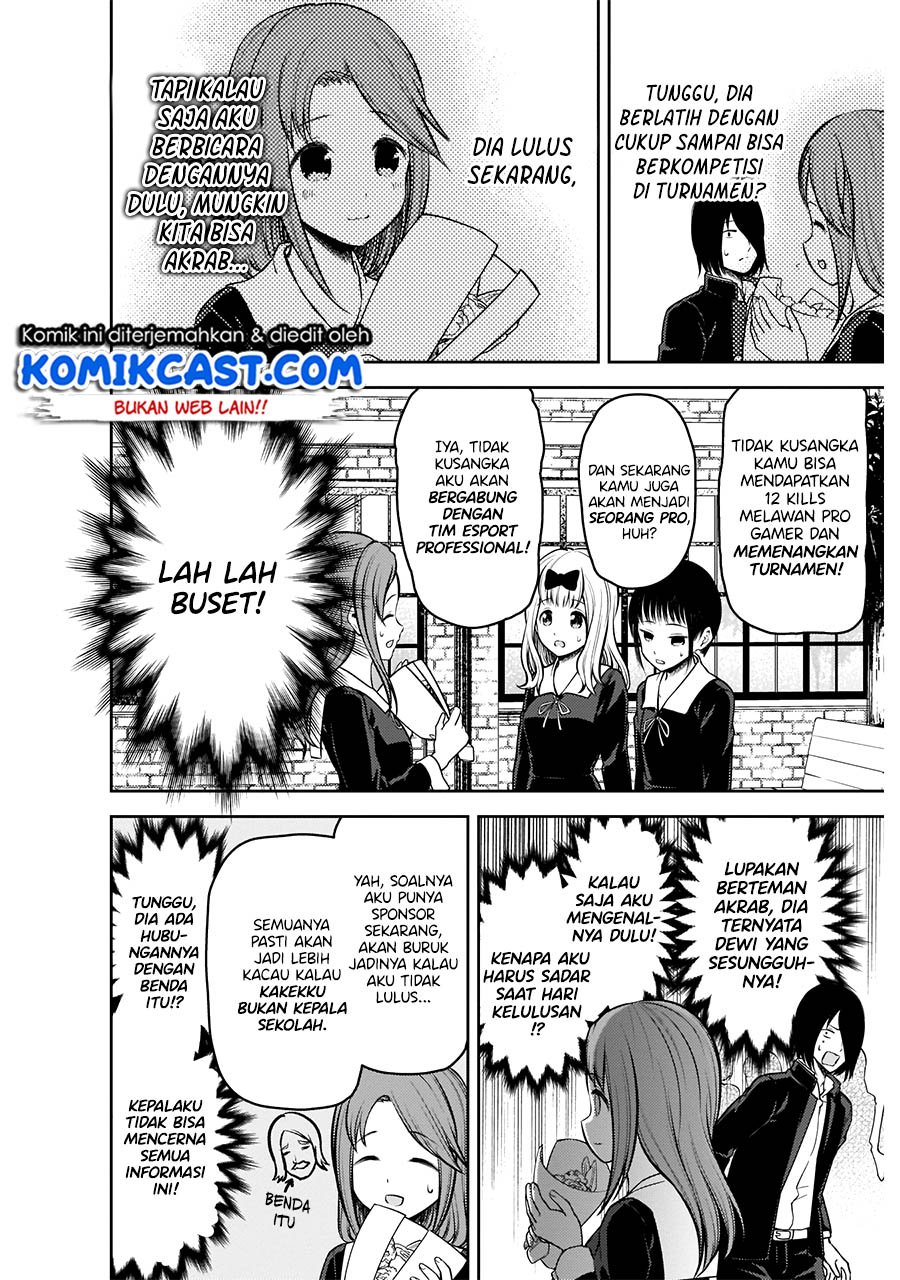 TUNGGU, DIA
BERLATIH DENGAN
CUKUP SAMPAI BISA
BERKOMPETISI
DI TURNAMEN?
DIA LULUS
SEKARANG,
TAPI KALAU
SAJA AKU
BERBICARA
DENGANNYA
DULU, MUNGKIN
KITA BISA
AKRAB...
Komik ini diterjemahkan & diedit oleh
KOMIKCAST.COM
BUKAN WEB LAIN!!
TIDAK KUSANGKA
KAMU BISA
MENDAPATKAN
12 KILLS
MELAWAN PRO
GAMER DAN
MEMENANGKAN
TURNAMEN!
DAN SEKARANG
KAMU JUGA
AKAN MENJADI
SEORANG PRO,
HUH?
IYA, TIDAK
KUSANGKA
AKU AKAN
BERGABUNG
DENGAN
TIM ESPORT
PROFESSIONAL!
LAH LAH
BUSET!
LUPAKAN
BERTEMAN
AKRAB, DIA
TERNYATA
DEWI YANG
SESUNGGUH-
NYA!
KALAU
SAJA AKU
MENGENAL-
NYA DULU!
KENAPA AKU
HARUS SADAR
SAAT HARI
KELULUSAN
!?
YAH, SOALNYA
AKU PUNYA
SPONSOR
SEKARANG,
AKAN BURUK
JADINYA KALAU
AKU TIDAK
LULUS...
SEMUANYA
PASTI AKAN
JADI LEBIH
KACAU KALAU
KAKEKKU
BUKAN KEPALA
SEKOLAH.
BENDA
ITU
TUNGGU,
DIA ADA
HUBU-
NGANNYA
DENGAN
BENDA
ITU!?
KEPALAKU
TIDAK BISA
MENCERNA
SEMUA
INFORMASI
INI!